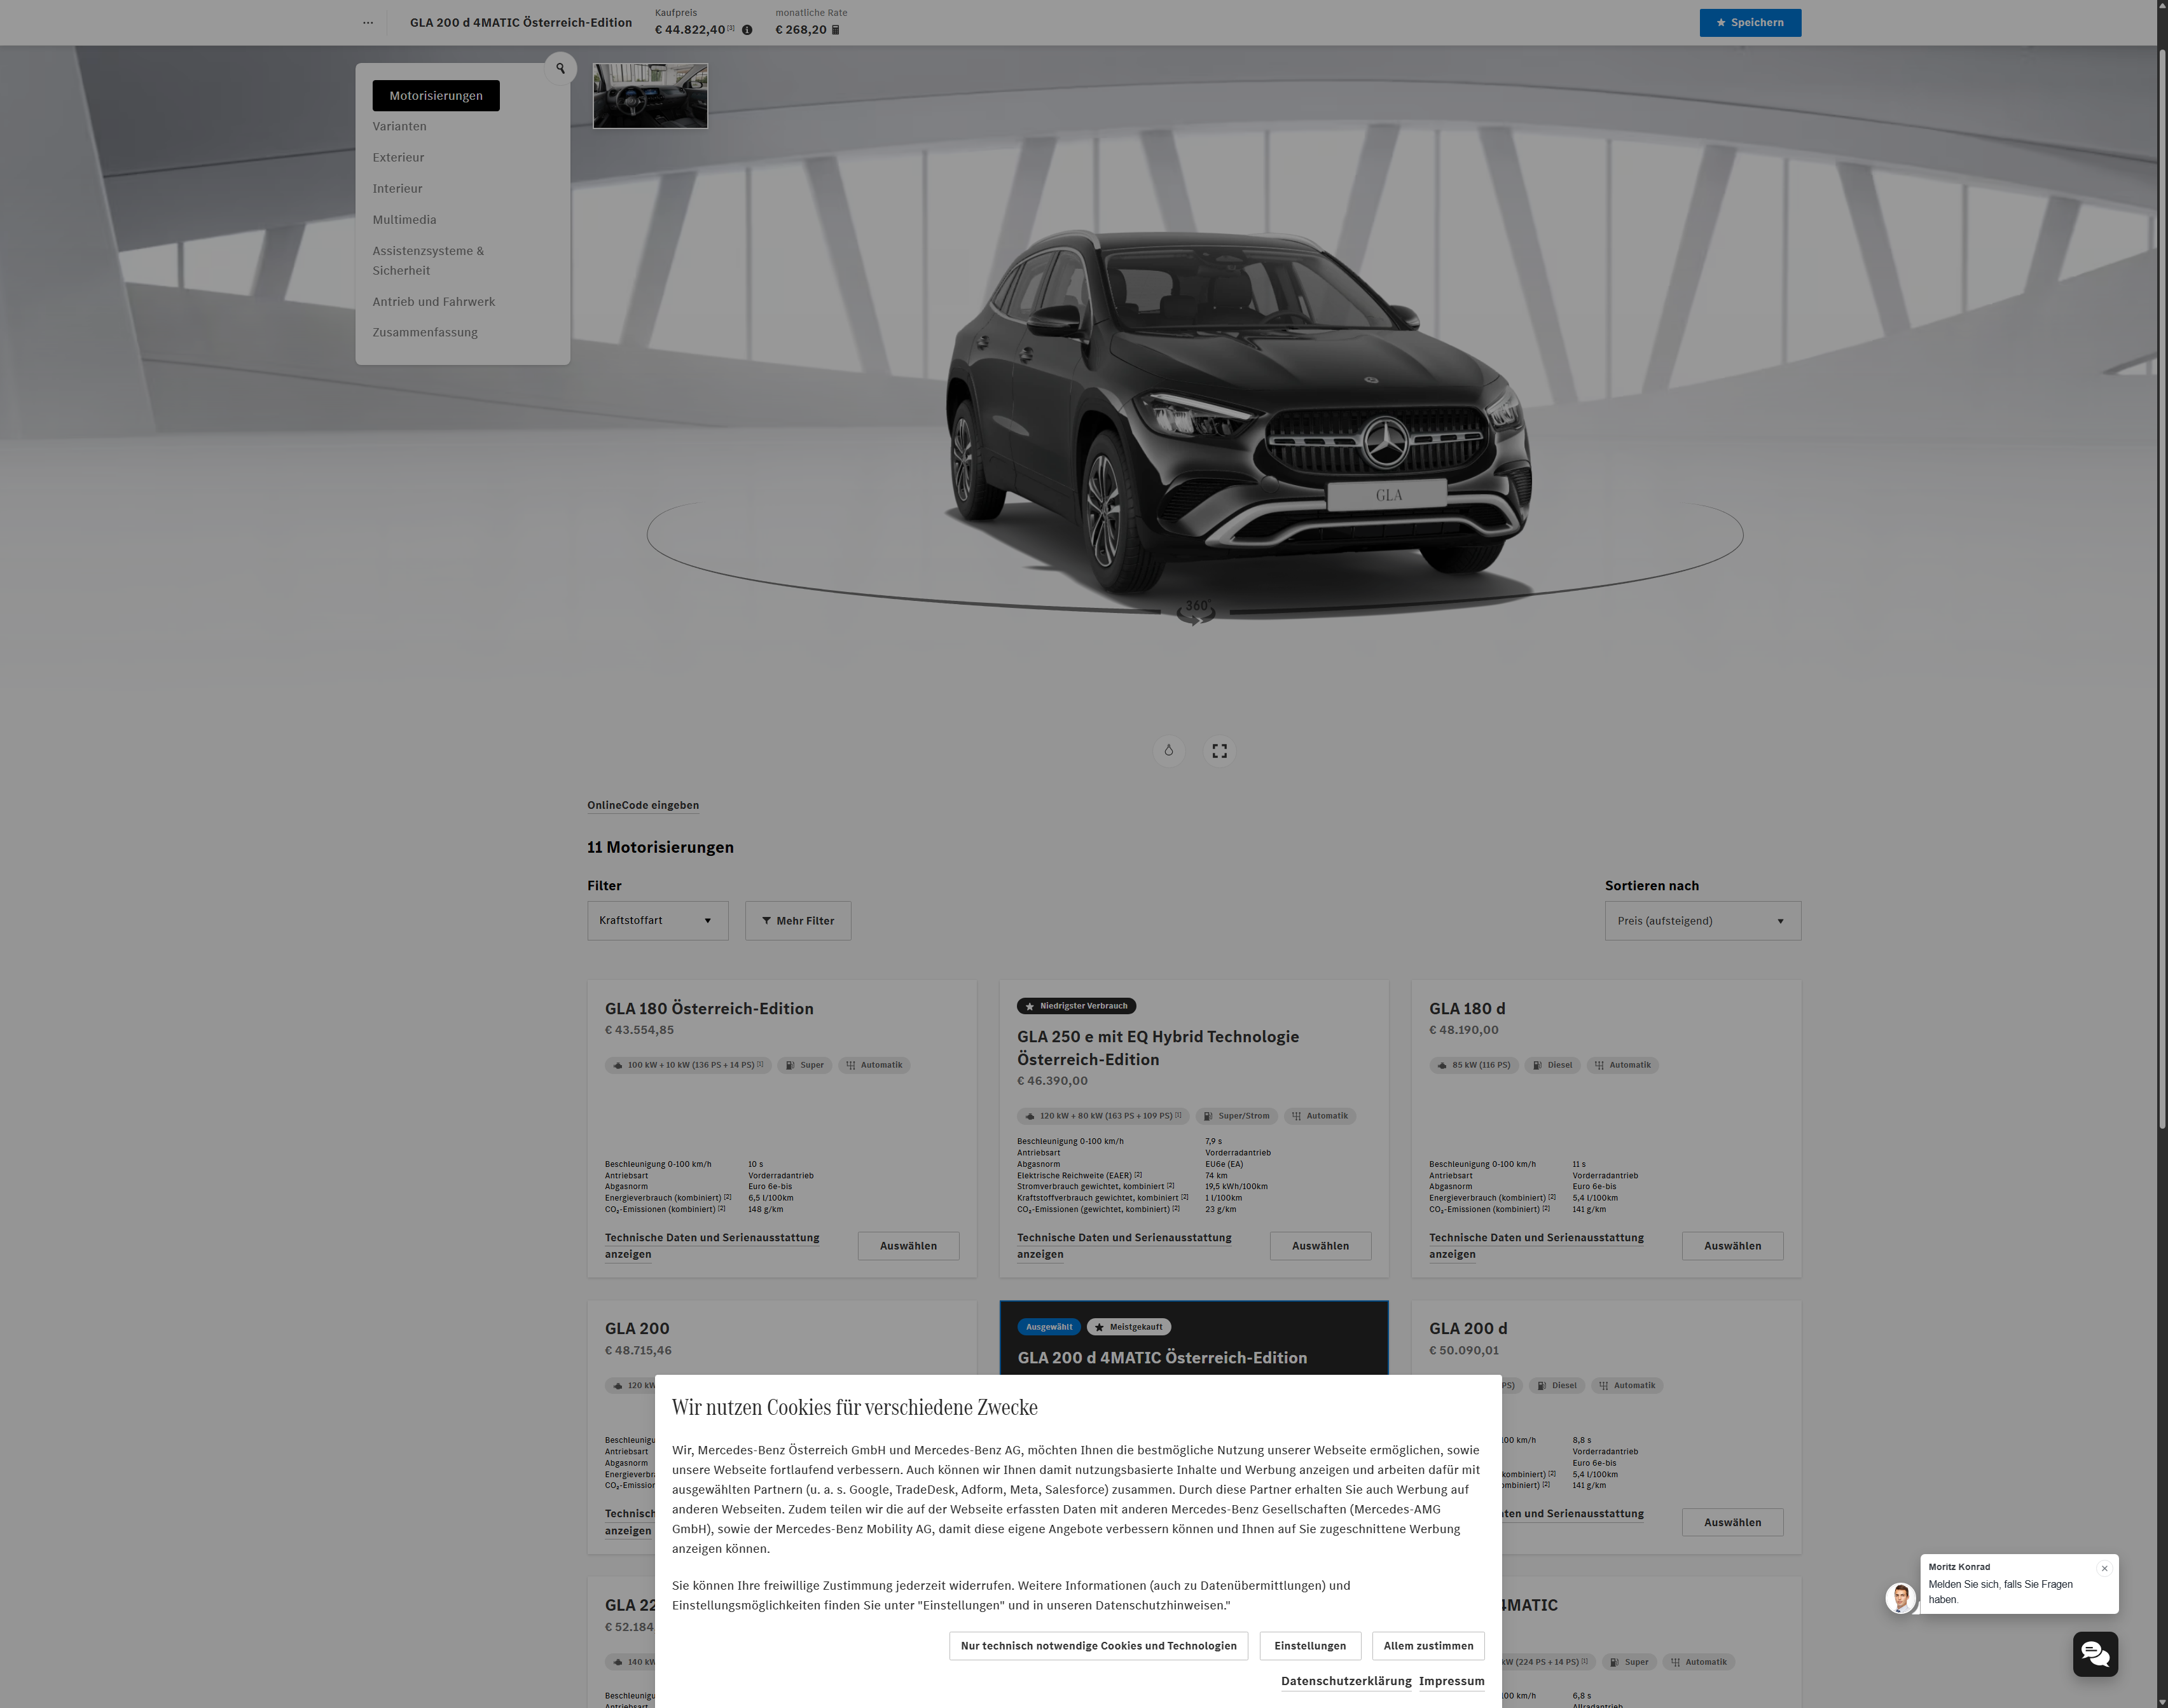 GLA 200 d 4MATIC Österreich-Edition
Kaufpreis
€ 44.822,40 [3]
monatliche Rate
€ 268,20
Speichern
Motorisierungen
Varianten
Exterieur
Interieur
Multimedia
Assistenzsysteme &
Sicherheit
Antrieb und Fahrwerk
Zusammenfassung
GLA
360°
OnlineCode eingeben
11 Motorisierungen
Filter
Kraftstoffart
Mehr Filter
Sortieren nach
Preis (aufsteigend)
GLA 180 Österreich-Edition
€ 43.554,85
100 kW + 10 kW (136 PS + 14 PS) [1]
Super
Automatik
Beschleunigung 0-100 km/h 10 s
Antriebsart Vorderradantrieb
Abgasnorm Euro 6e-bis
Energieverbrauch (kombiniert) [2] 6,5 l/100km
CO₂-Emissionen (kombiniert) [2] 148 g/km
Technische Daten und Serienausstattung
anzeigen
Auswählen
Niedrigster Verbrauch
GLA 250 e mit EQ Hybrid Technologie
Österreich-Edition
€ 46.390,00
120 kW + 80 kW (163 PS + 109 PS) [1]
Super/Strom
Automatik
Beschleunigung 0-100 km/h 7,9 s
Antriebsart Vorderradantrieb
Abgasnorm EU6e (EA)
Elektrische Reichweite (EAER) [2] 74 km
Stromverbrauch gewichtet, kombiniert [2] 19,5 kWh/100km
Kraftstoffverbrauch gewichtet, kombiniert [2] 1 l/100km
CO₂-Emissionen (gewichtet, kombiniert) [2] 23 g/km
Technische Daten und Serienausstattung
anzeigen
Auswählen
GLA 180 d
€ 48.190,00
85 kW (116 PS)
Diesel
Automatik
Beschleunigung 0-100 km/h 11 s
Antriebsart Vorderradantrieb
Abgasnorm Euro 6e-bis
Energieverbrauch (kombiniert) [2] 5,4 l/100km
CO₂-Emissionen (kombiniert) [2] 141 g/km
Technische Daten und Serienausstattung
anzeigen
Auswählen
GLA 200
€ 48.715,46
120 kW
Beschleunigu
Antriebsart
Abgasnorm
Energieverbr
CO₂-Emission
Technisch
anzeigen
Ausgewählt
Meistgekauft
GLA 200 d 4MATIC Österreich-Edition
GLA 200 d
€ 50.090,01
PS)
Diesel
Automatik
00 km/h 8,8 s
Vorderradantrieb
Euro 6e-bis
kombiniert) [2] 5,4 l/100km
ombiniert) [2] 141 g/km
aten und Serienausstattung
Auswählen
GLA 22
€ 52.184
140 kW
Beschleunigu
Antriebsart
4MATIC
kW (224 PS + 14 PS) [1]
Super
Automatik
00 km/h 6,8 s
Allradantrieb
Wir nutzen Cookies für verschiedene Zwecke
Wir, Mercedes-Benz Österreich GmbH und Mercedes-Benz AG, möchten Ihnen die bestmögliche Nutzung unserer Webseite ermöglichen, sowie
unsere Webseite fortlaufend verbessern. Auch können wir Ihnen damit nutzungsbasierte Inhalte und Werbung anzeigen und arbeiten dafür mit
ausgewählten Partnern (u. a. s. Google, TradeDesk, Adform, Meta, Salesforce) zusammen. Durch diese Partner erhalten Sie auch Werbung auf
anderen Webseiten. Zudem teilen wir die auf der Webseite erfassten Daten mit anderen Mercedes-Benz Gesellschaften (Mercedes-AMG
GmbH), sowie der Mercedes-Benz Mobility AG, damit diese eigene Angebote verbessern können und Ihnen auf Sie zugeschnittene Werbung
anzeigen können.
Sie können Ihre freiwillige Zustimmung jederzeit widerrufen. Weitere Informationen (auch zu Datenübermittlungen) und
Einstellungsmöglichkeiten finden Sie unter "Einstellungen" und in unseren Datenschutzhinweisen."
Nur technisch notwendige Cookies und Technologien
Einstellungen
Allem zustimmen
Datenschutzerklärung
Impressum
Moritz Konrad
Melden Sie sich, falls Sie Fragen
haben.